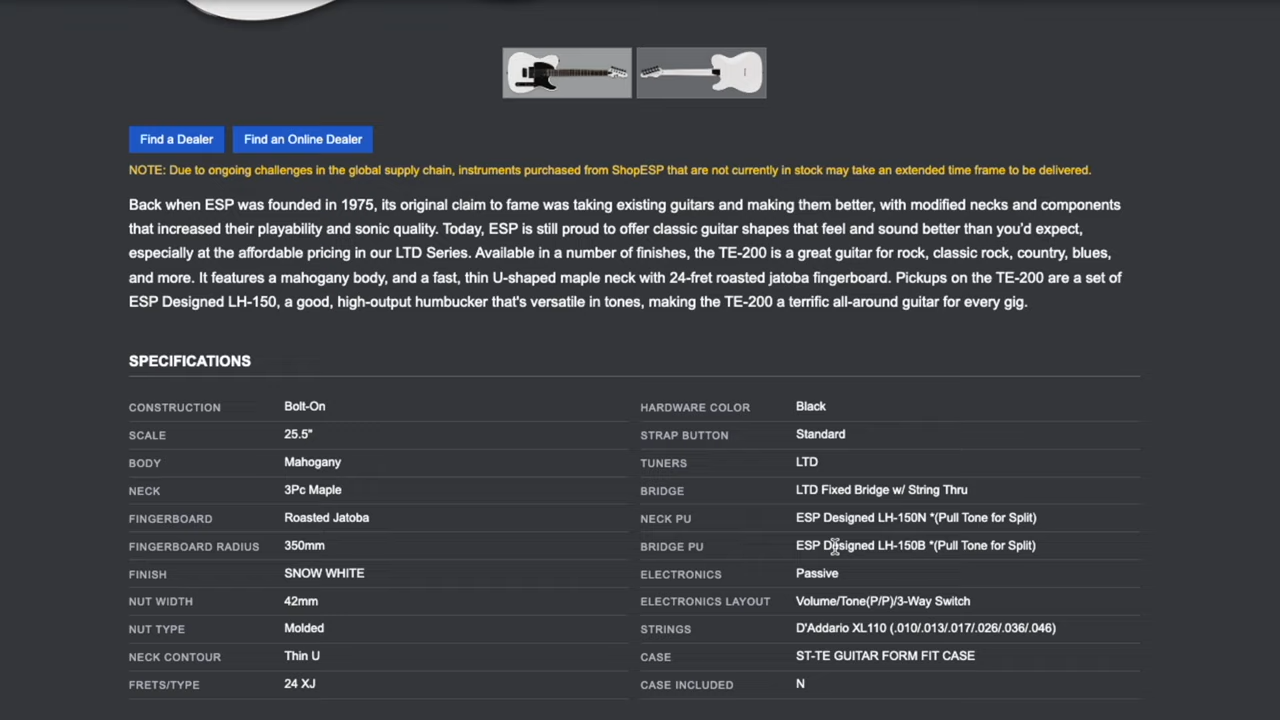 Find a Dealer
Find an Online Dealer
NOTE: Due to ongoing challenges in the global supply chain, instruments purchased from ShopESP that are not currently in stock may take an extended time frame to be delivered.
Back when ESP was founded in 1975, its original claim to fame was taking existing guitars and making them better, with modified necks and components
that increased their playability and sonic quality. Today, ESP is still proud to offer classic guitar shapes that feel and sound better than you'd expect,
especially at the affordable pricing in our LTD Series. Available in a number of finishes, the TE-200 is a great guitar for rock, classic rock, country, blues,
and more. It features a mahogany body, and a fast, thin U-shaped maple neck with 24-fret roasted jatoba fingerboard. Pickups on the TE-200 are a set of
ESP Designed LH-150, a good, high-output humbucker that's versatile in tones, making the TE-200 a terrific all-around guitar for every gig.
SPECIFICATIONS
CONSTRUCTION Bolt-On
SCALE 25.5"
BODY Mahogany
NECK 3Pc Maple
FINGERBOARD Roasted Jatoba
FINGERBOARD RADIUS 350mm
FINISH SNOW WHITE
NUT WIDTH 42mm
NUT TYPE Molded
NECK CONTOUR Thin U
FRETS/TYPE 24 XJ
HARDWARE COLOR Black
STRAP BUTTON Standard
TUNERS LTD
BRIDGE LTD Fixed Bridge w/ String Thru
NECK PU ESP Designed LH-150N *(Pull Tone for Split)
BRIDGE PU ESP Designed LH-150B *(Pull Tone for Split)
ELECTRONICS Passive
ELECTRONICS LAYOUT Volume/Tone(P/P)/3-Way Switch
STRINGS D'Addario XL110 (.010/.013/.017/.026/.036/.046)
CASE ST-TE GUITAR FORM FIT CASE
CASE INCLUDED N